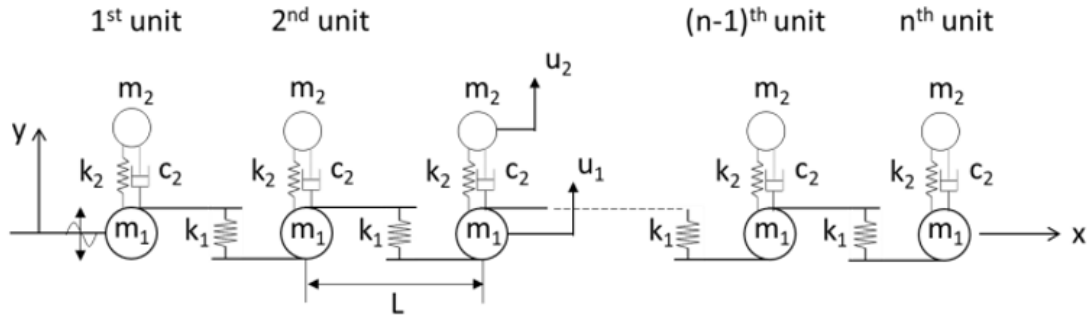 1st unit 2nd unit (n-1)th unit nth unit
u2
m2 m2 m2 m2 m2
y
k2 c2 k2 c2 k2 c2 u1 k2 c2 k2 c2
m1 k1 m1 k1 m1 k1 m1 k1 m1 x
L